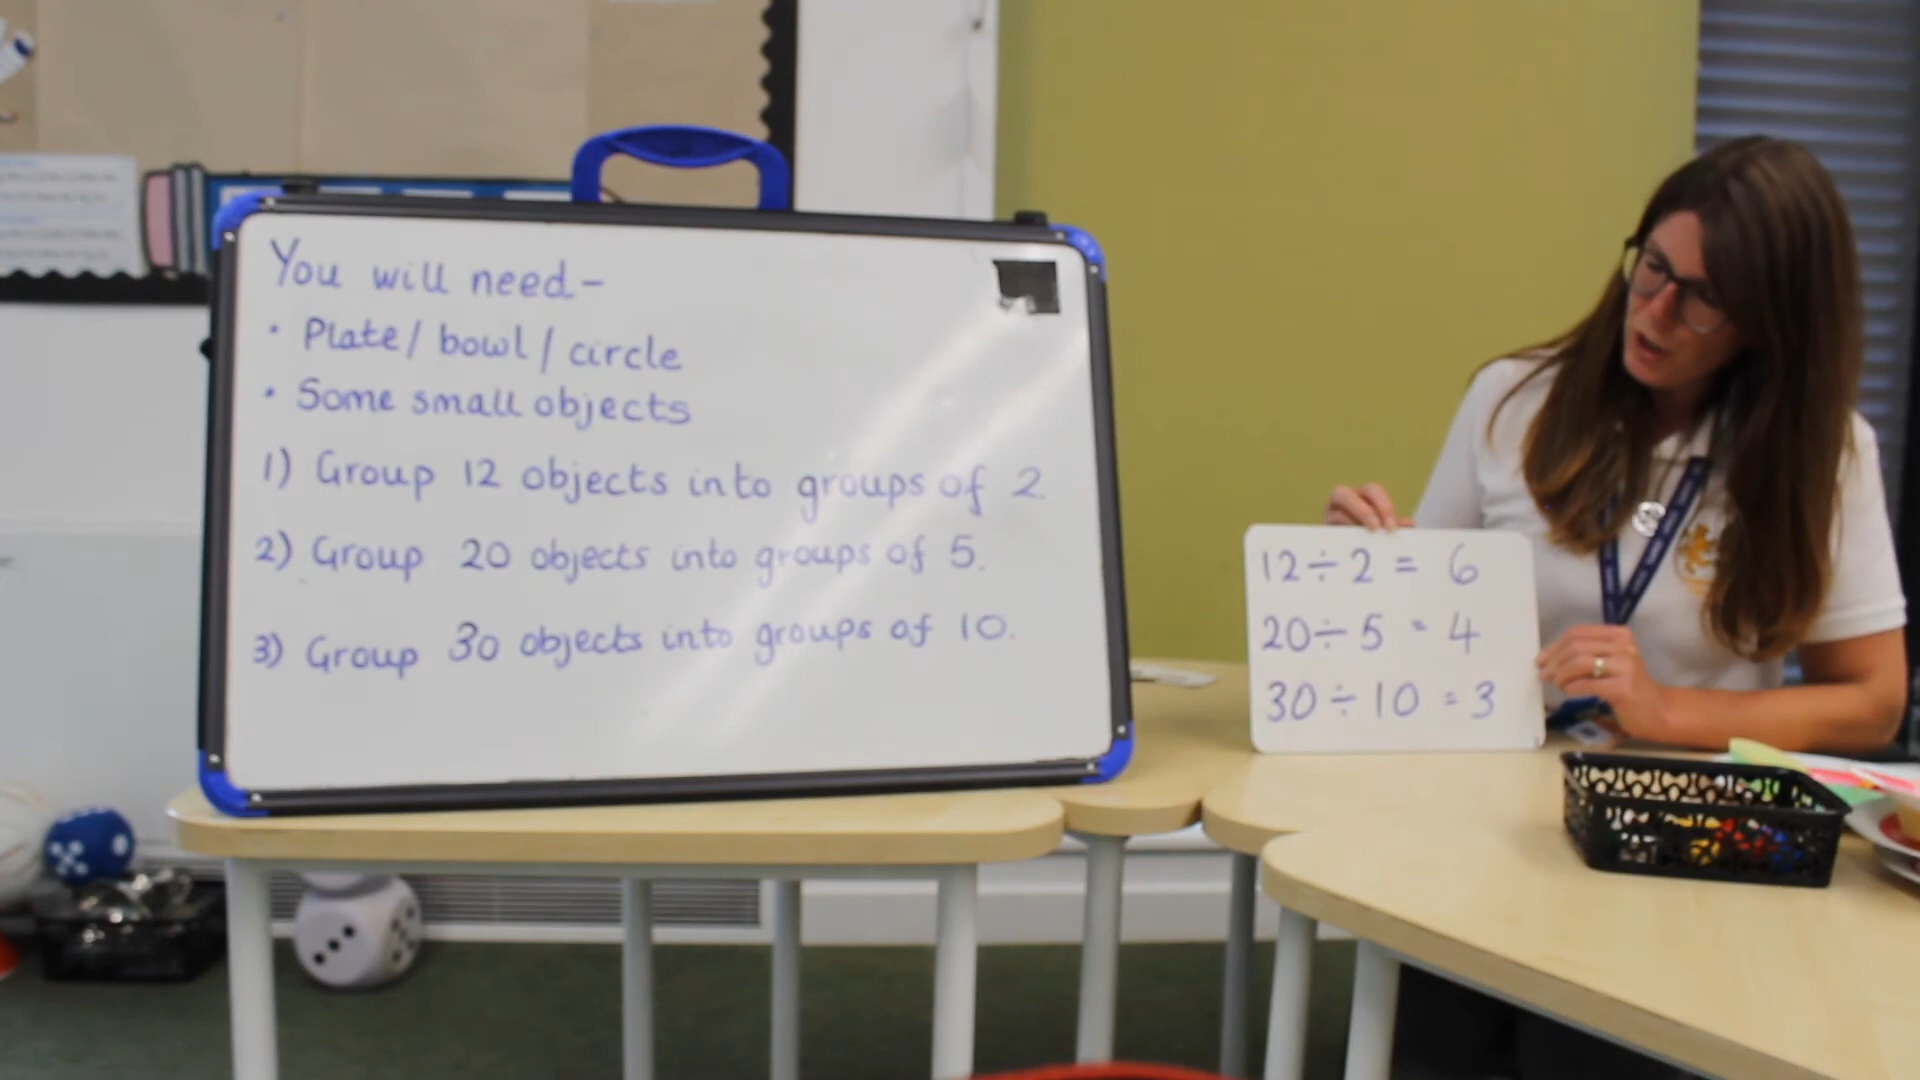 You will need-
• Plate/ bowl / circle
• Some small objects
1) Group 12 objects into groups of 2.
2) Group 20 objects into groups of 5.
3) Group 30 objects into groups of 10.
12 ÷ 2 = 6
20 ÷ 5 = 4
30 ÷ 10 = 3